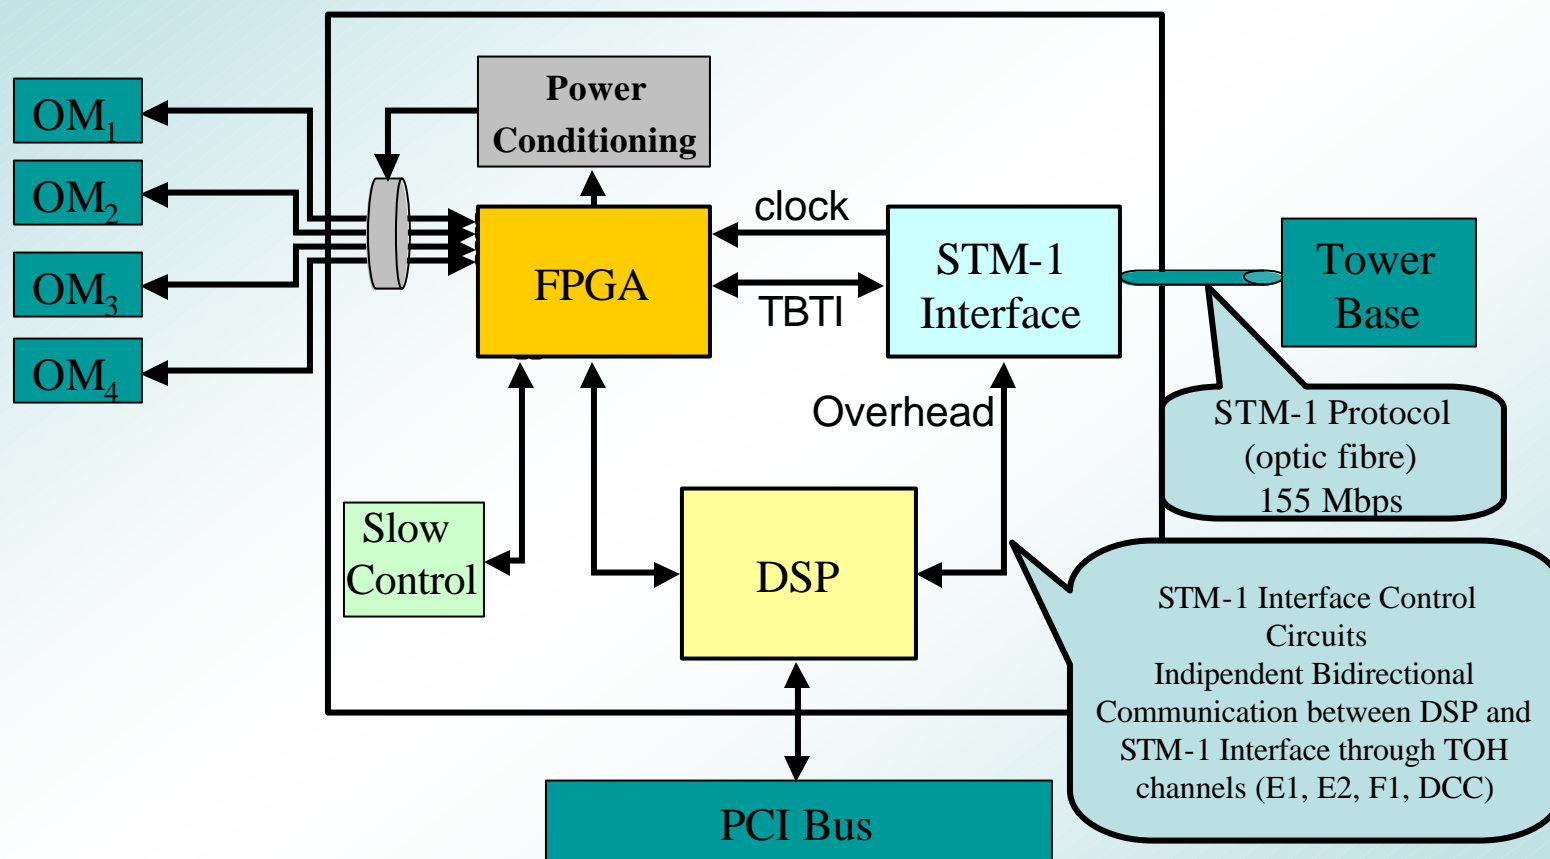 Power
Conditioning
OM1
OM2
OM3
OM4
clock
FPGA
TBTI
STM-1
Interface
Tower
Base
Overhead
STM-1 Protocol
(optic fibre)
155 Mbps
Slow
Control
DSP
STM-1 Interface Control
Circuits
Indipendent Bidirectional
Communication between DSP and
STM-1 Interface through TOH
channels (E1, E2, F1, DCC)
PCI Bus